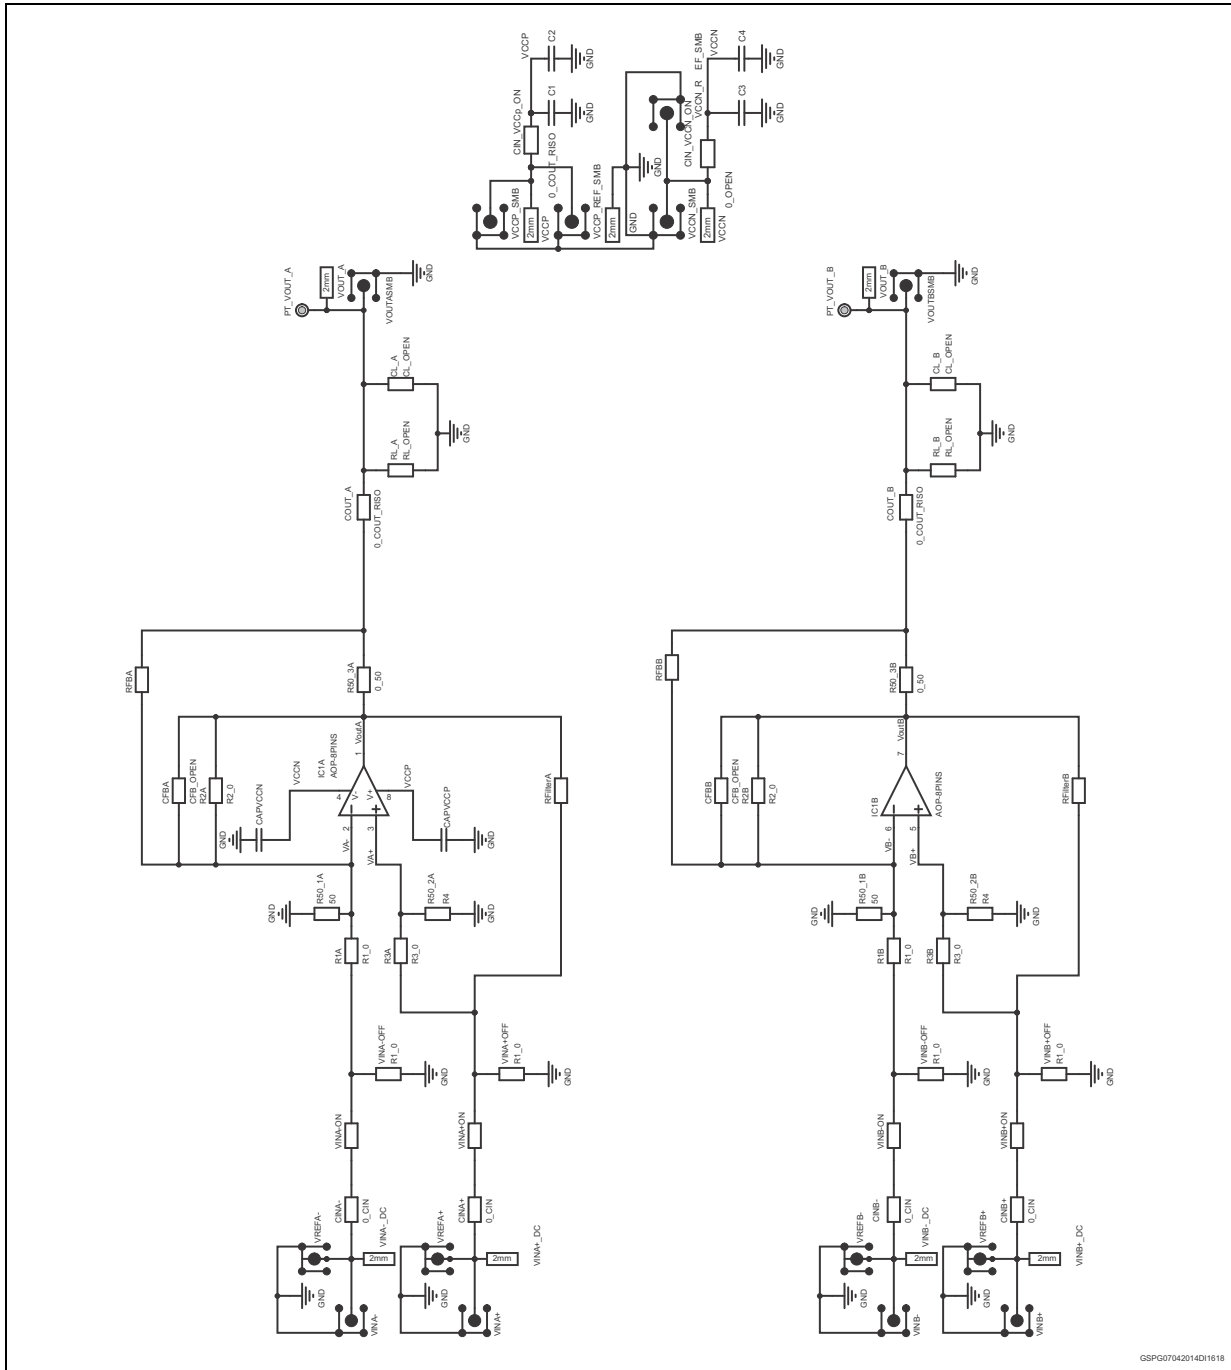 VCCP
C2
GND
CIN_VCCp_ON
C1
GND
0_COUT_RISO
VCCP_SMB
2mm
VCCP
VCCP_REF_SMB
2mm
GND
GND
VCCN_R EF_SMB
VCCN
C4
GND
CIN_VCCN_ON
C3
GND
0_OPEN
VCCN_SMB
2mm
VCCN
PT_VOUT_A
2mm
VOUT_A
VOUTASMB
GND
CL_A
CL_OPEN
RL_A
RL_OPEN
GND
COUT_A
0_COUT_RISO
RFBA
R50_3A
0_50
VoutA
1
IC1A
AOP-8PINS
VCCN
4
V-
V+
8
VCCP
CFBA
CFB_OPEN
R2A
R2_0
GND
CAPVCCN
CAPVCCP
GND
2
VA-
3
VA+
RFilterA
GND
R50_1A
50
R50_2A
R4
GND
R1A
R1_0
R3A
R3_0
VINA-OFF
R1_0
GND
VINA+OFF
R1_0
GND
VINA-ON
VINA+ON
CINA-
0_CIN
CINA+
0_CIN
VREFA-
VINA-_DC
2mm
VREFA+
2mm
VINA+_DC
GND
GND
VINA-
VINA+
PT_VOUT_B
2mm
VOUT_B
VOUTBSMB
GND
CL_B
CL_OPEN
RL_B
RL_OPEN
GND
COUT_B
0_COUT_RISO
RFBB
R50_3B
0_50
VoutB
7
IC1B
AOP-8PINS
CFBB
CFB_OPEN
R2B
R2_0
6
VB-
5
VB+
RFilterB
GND
R50_1B
50
R50_2B
R4
GND
R1B
R1_0
R3B
R3_0
VINB-OFF
R1_0
GND
VINB+OFF
R1_0
GND
VINB-ON
VINB+ON
CINB-
0_CIN
CINB+
0_CIN
VREFB-
VINB-_DC
2mm
VREFB+
2mm
VINB+_DC
GND
GND
VINB-
VINB+
GSPG07042014DI1618